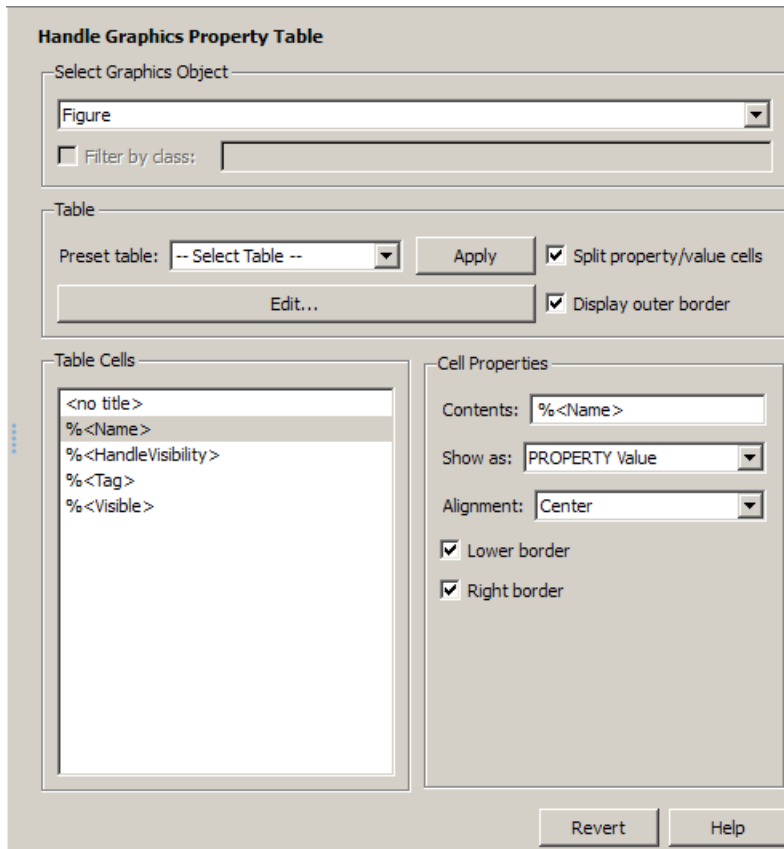 Handle Graphics Property Table
Select Graphics Object
Figure
Filter by class:
Table
Preset table: -- Select Table -- Apply Split property/value cells
Edit... Display outer border
Table Cells
<no title>
%<Name>
%<HandleVisibility>
%<Tag>
%<Visible>
Cell Properties
Contents: %<Name>
Show as: PROPERTY Value
Alignment: Center
Lower border
Right border
Revert Help